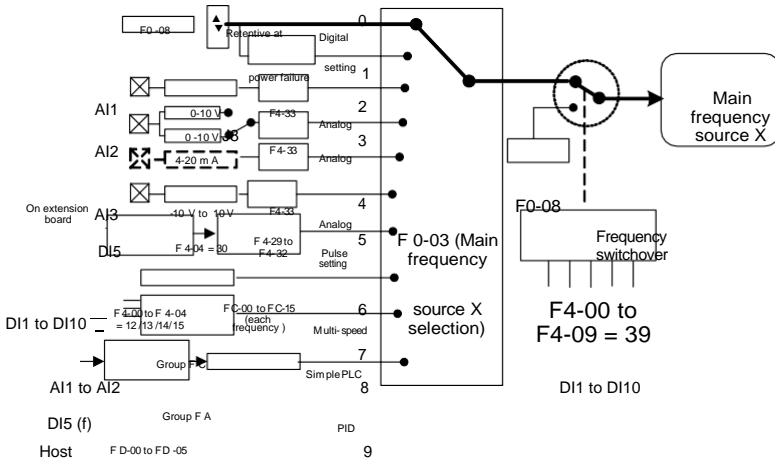 F0 -08
0
Retentive at
power failure
Digital
setting
1
AI1
0-10 V
F4-33
2
Analog
0 -10 V
J8
3
AI2
4-20 m A
F4-33
Analog
4
On extension
board
AI3
-10 V to 10 V
F4-33
Analog
DI5
F 4-04 = 30
F 4-29 to
F4-32
5
Pulse
setting
F 0-03 (Main
frequency
source X
selection)
Main
frequency
source X
F0-08
Frequency
switchover
F4-00 to
F4-09 = 39
DI1 to DI10
DI1 to DI10
F 4-00 to F 4-04
= 12 /13 /14/ 15
F C-00 to F C-15
(each
frequency )
6
Multi- speed
Group F C
7
Simple PLC
AI1 to AI2
8
DI5 (f)
Group F A
PID
Host
F D-00 to FD -05
9